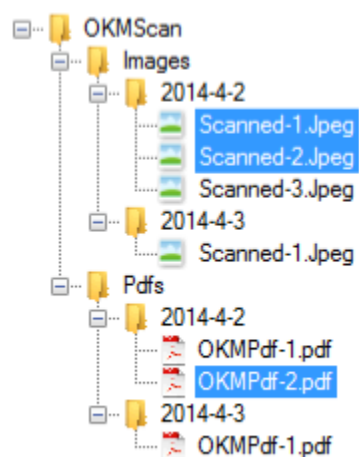 OKMScan
Images
2014-4-2
Scanned-1.Jpeg
Scanned-2.Jpeg
Scanned-3.Jpeg
2014-4-3
Scanned-1.Jpeg
Pdfs
2014-4-2
OKMPdf-1.pdf
OKMPdf-2.pdf
2014-4-3
OKMPdf-1.pdf